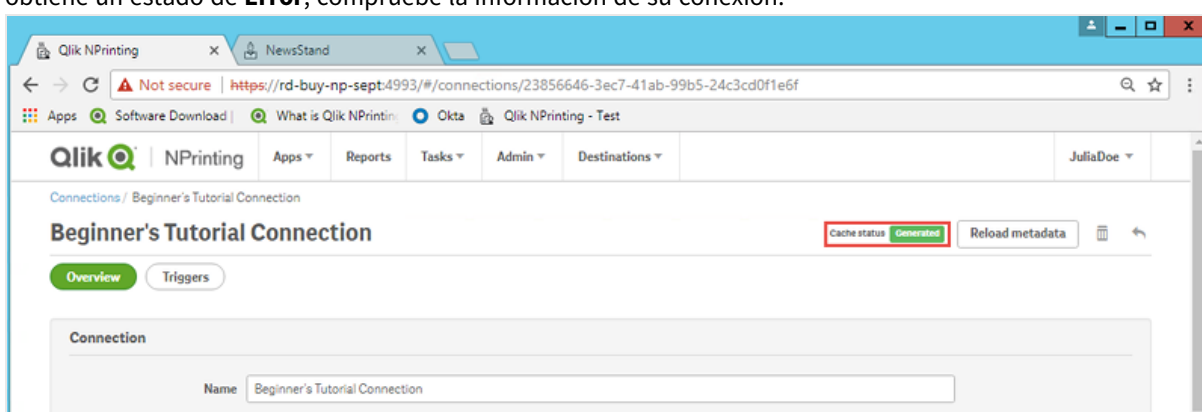 obtiene un estado de Error, compruebe la información de su conexión.
Qlik NPrinting
NewsStand
Not secure | https://rd-buy-np-sept:4993/#/connections/23856646-3ec7-41ab-99b5-24c3cd0f1e6f
Apps Software Download | What is Qlik NPrintin Okta Qlik NPrinting - Test
Qlik NPrinting Apps Reports Tasks Admin Destinations JuliaDoe
Connections / Beginner's Tutorial Connection
Beginner's Tutorial Connection Cache status Generated Reload metadata
Overview Triggers
Connection
Name Beginner's Tutorial Connection